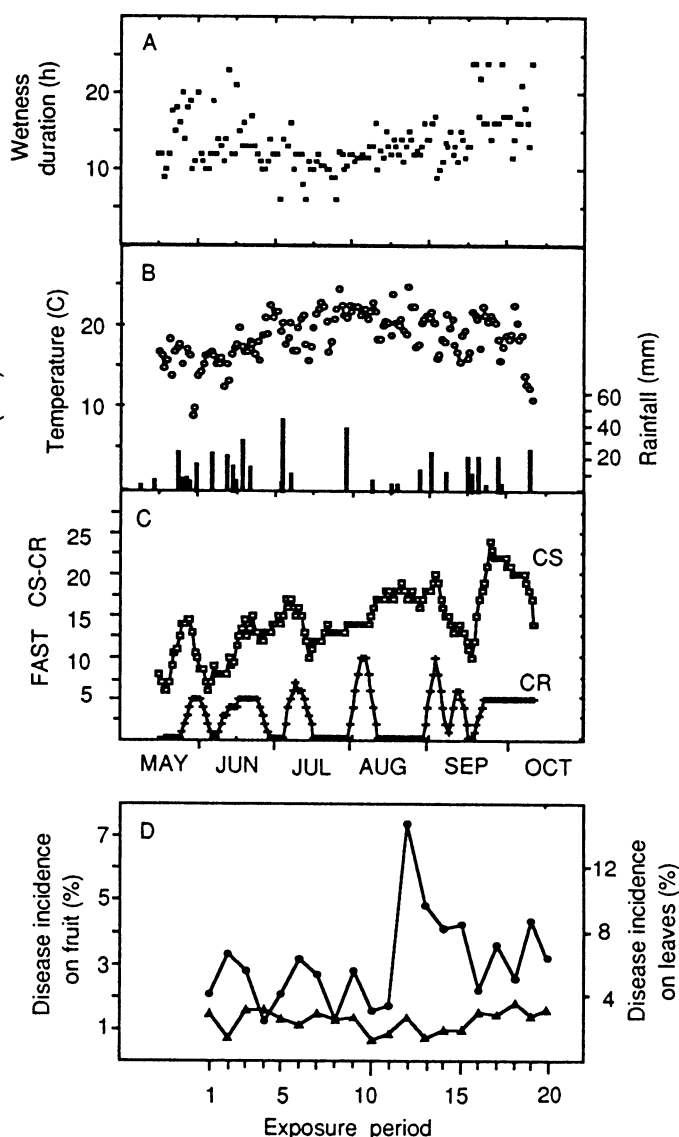 A
Wetness
duration (h)
20
10
B
Temperature (C)
20
10
Rainfall (mm)
60
40
20
C
FAST CS-CR
25
20
15
10
5
CS
CR
MAY JUN JUL AUG SEP OCT
D
Disease incidence
on fruit (%)
7
5
3
1
Disease incidence
on leaves (%)
12
8
4
1 5 10 15 20
Exposure period